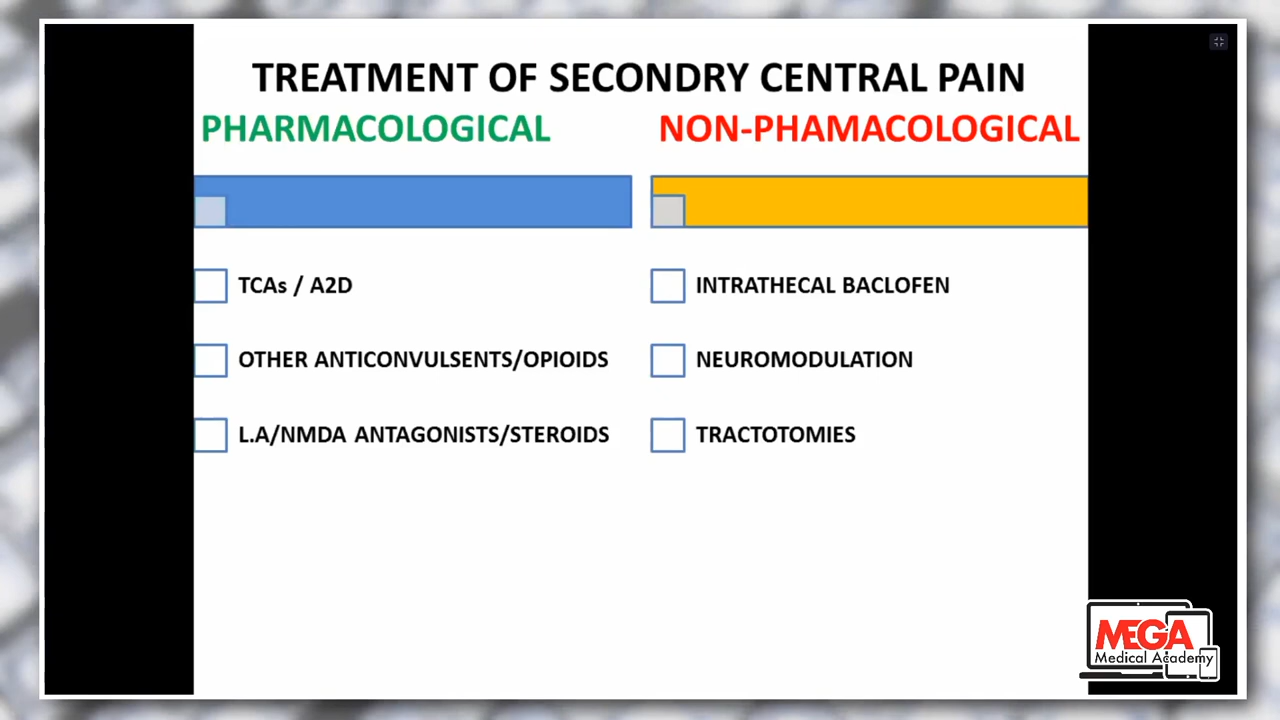 TREATMENT OF SECONDRY CENTRAL PAIN
PHARMACOLOGICAL
NON-PHAMACOLOGICAL
TCAs / A2D
OTHER ANTICONVULSENTS/OPIOIDS
L.A/NMDA ANTAGONISTS/STEROIDS
INTRATHECAL BACLOFEN
NEUROMODULATION
TRACTOTOMIES
MEGA
Medical Academy